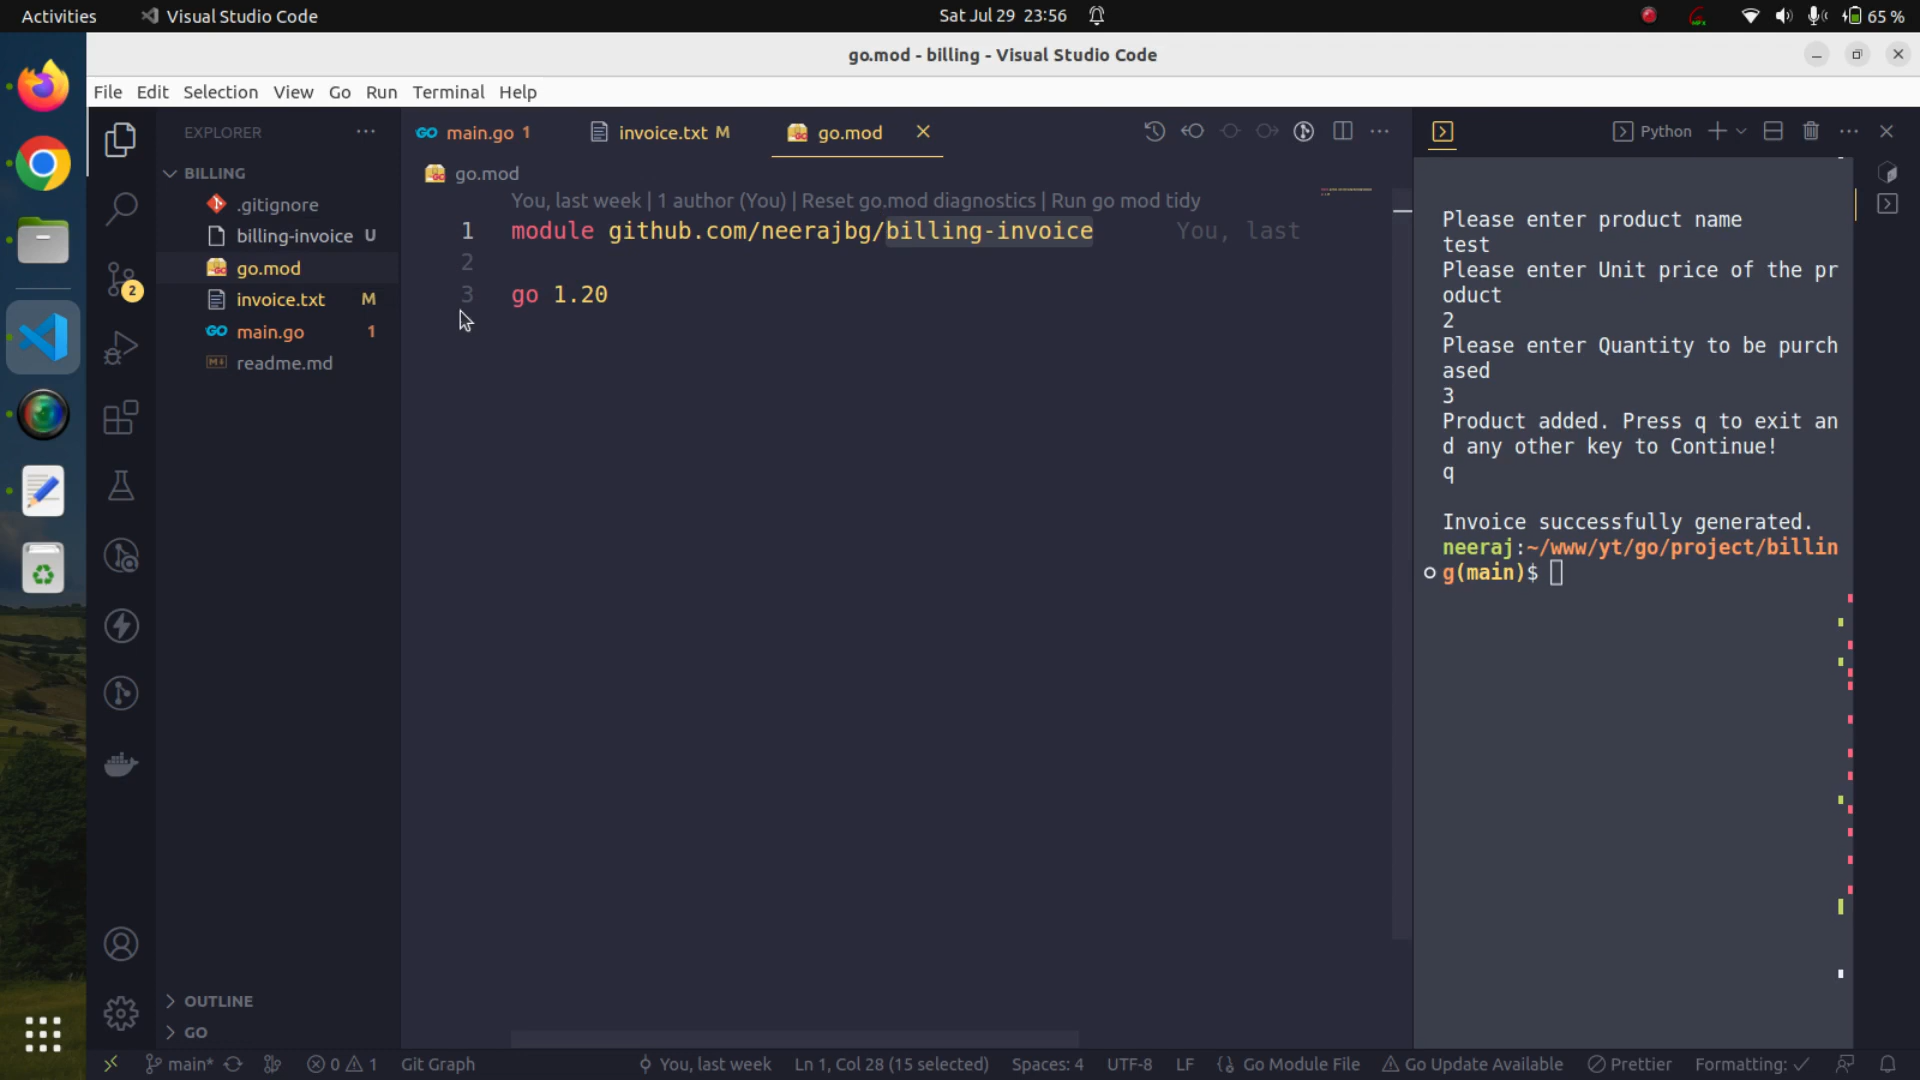 Activities
Visual Studio Code
Sat Jul 29 23:56
65 %
go.mod - billing - Visual Studio Code
File Edit Selection View Go Run Terminal Help
EXPLORER
BILLING
.gitignore
billing-invoice U
go.mod
invoice.txt M
main.go 1
readme.md
2
OUTLINE
GO
main.go 1
invoice.txt M
go.mod
go.mod
You, last week | 1 author (You) | Reset go.mod diagnostics | Run go mod tidy
1 module github.com/neerajbg/billing-invoice You, last
2
3 go 1.20
Python
Please enter product name
test
Please enter Unit price of the pr
oduct
2
Please enter Quantity to be purch
ased
3
Product added. Press q to exit an
d any other key to Continue!
q
Invoice successfully generated.
neeraj:~/www/yt/go/project/billin
g(main)$
main* 0 1 Git Graph You, last week Ln 1, Col 28 (15 selected) Spaces: 4 UTF-8 LF Go Module File Go Update Available Prettier Formatting: